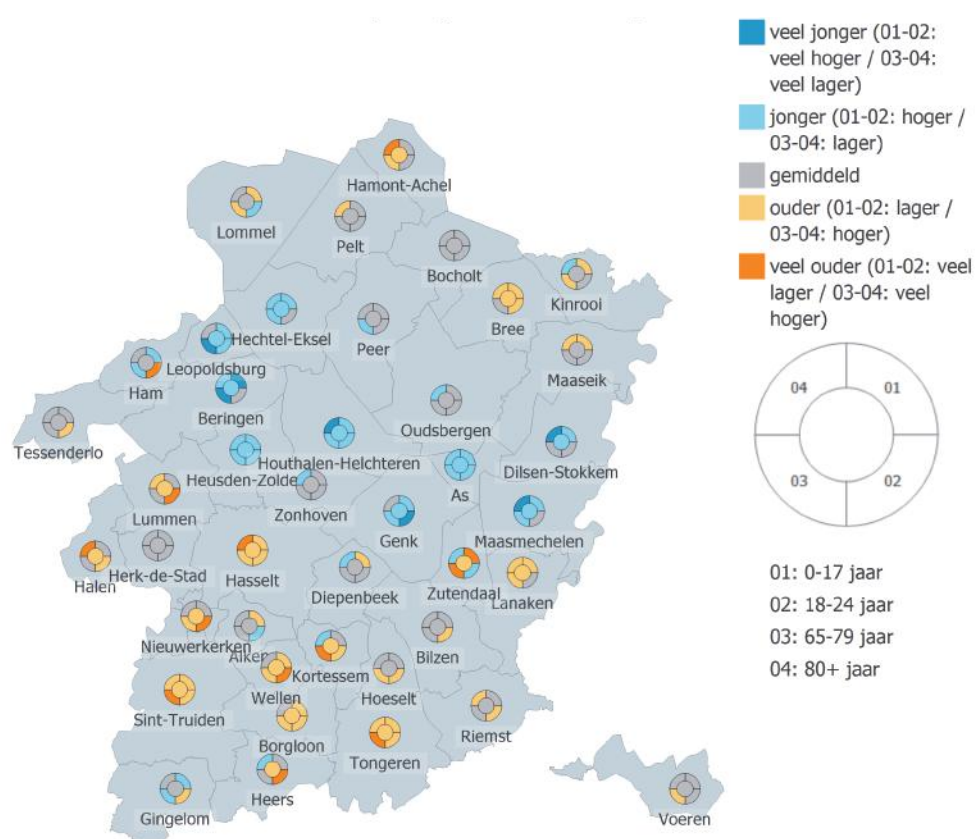 veel jonger (01-02:
veel hoger / 03-04:
veel lager)
jonger (01-02: hoger /
03-04: lager)
gemiddeld
ouder (01-02: lager /
03-04: hoger)
veel ouder (01-02: veel
lager / 03-04: veel
hoger)
04
01
03
02
01: 0-17 jaar
02: 18-24 jaar
03: 65-79 jaar
04: 80+ jaar
Hamont-Achel
Lommel
Pelt
Bocholt
Kinrooi
Bree
Hechtel-Eksel
Peer
Maaseik
Leopoldsburg
Ham
Beringen
Oudsbergen
Tessenderlo
Houthalen-Helchteren
Dilsen-Stokkem
Heusden-Zolder
As
Zonhoven
Lummen
Genk
Maasmechelen
Halen
Herk-de-Stad
Hasselt
Diepenbeek
Zutendaal
Lanaken
Nieuwerkerken
Alken
Kortessem
Bilzen
Wellen
Hoeselt
Sint-Truiden
Riemst
Borgloon
Tongeren
Heers
Gingelom
Voeren